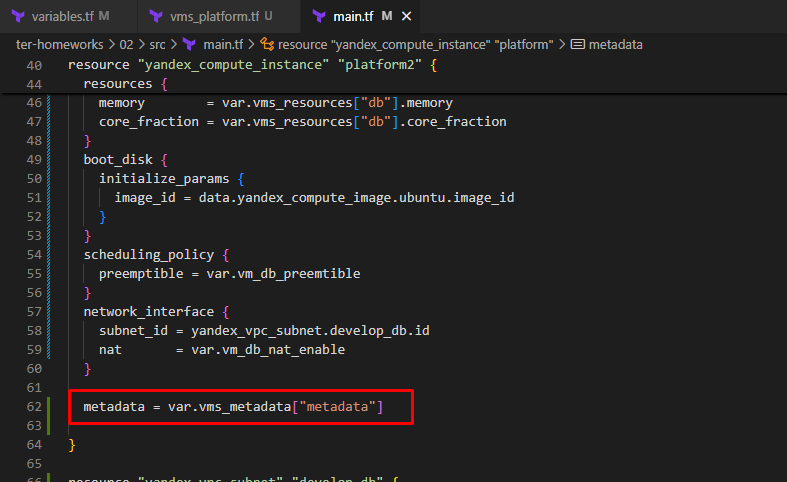 variables.tf M vms_platform.tf U main.tf M ×
ter-homeworks > 02 > src > main.tf > resource "yandex_compute_instance" "platform" > metadata
40 resource "yandex_compute_instance" "platform2" {
44 resources {
46 memory = var.vms_resources["db"].memory
47 core_fraction = var.vms_resources["db"].core_fraction
48 }
49 boot_disk {
50 initialize_params {
51 image_id = data.yandex_compute_image.ubuntu.image_id
52 }
53 }
54 scheduling_policy {
55 preemptible = var.vm_db_preemtible
56 }
57 network_interface {
58 subnet_id = yandex_vpc_subnet.develop_db.id
59 nat = var.vm_db_nat_enable
60 }
61
62 metadata = var.vms_metadata["metadata"]
63
64 }
65
66 resource "yandex_vpc_subnet" "develop_db" {